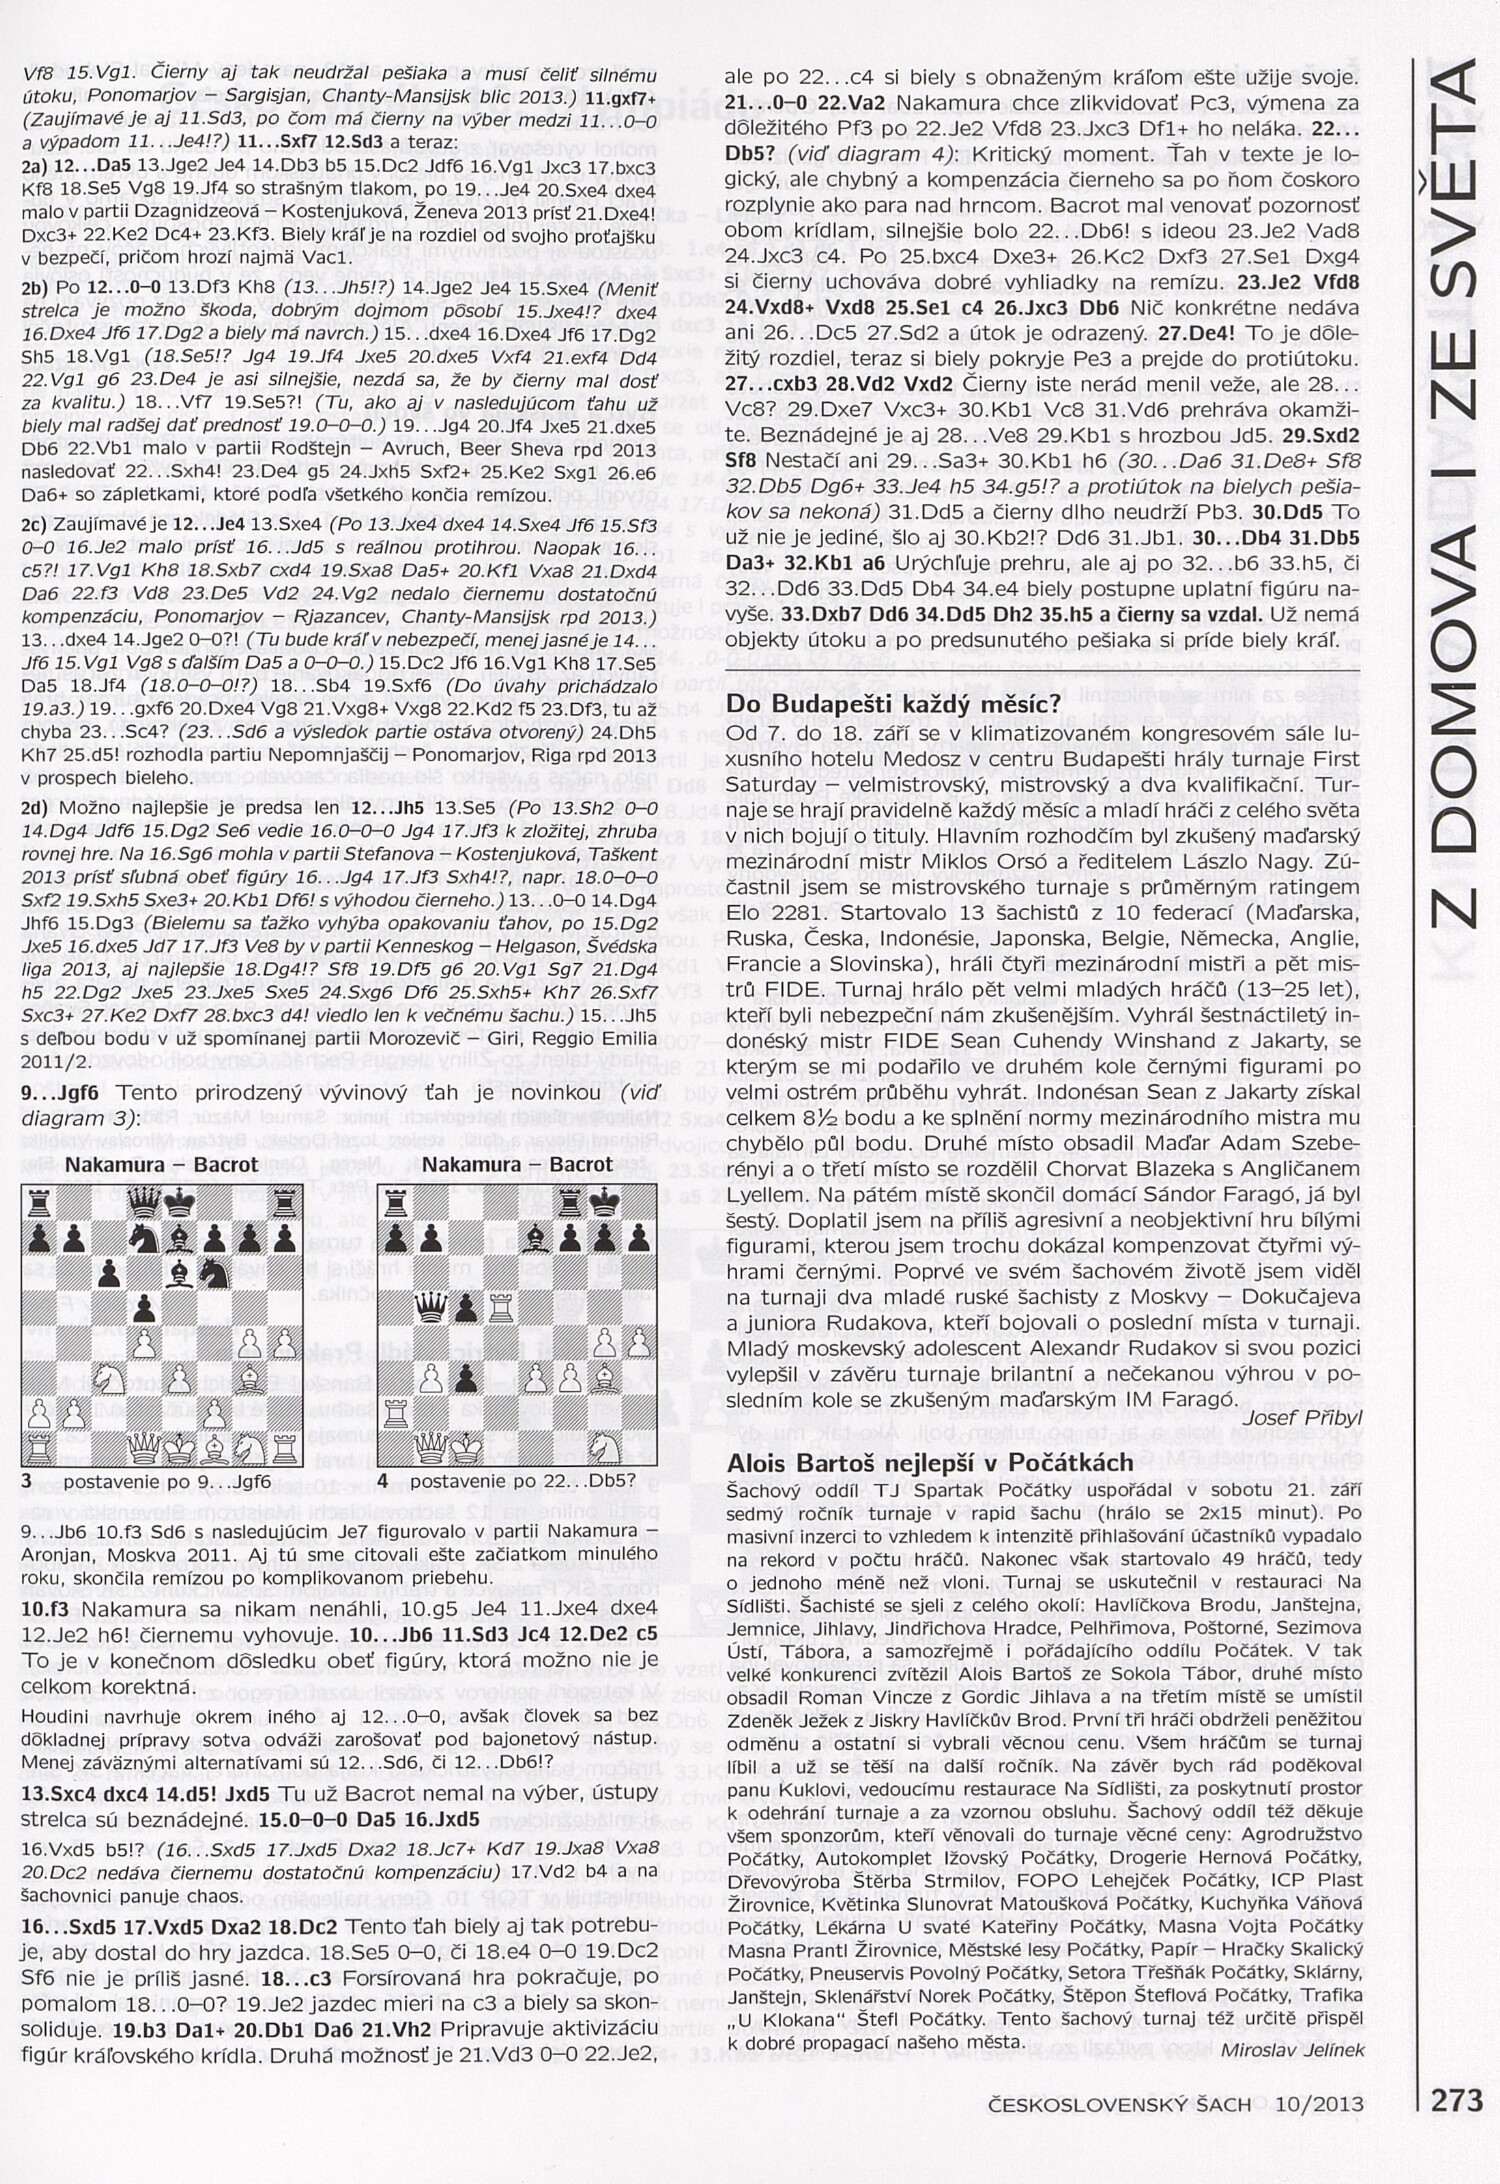 Vf8 15.Vg1. Čierny aj tak neudržal pešiaka a musí čeliť silnému
útoku, Ponomarjov – Sargisjan, Chanty-Mansijsk blic 2013.) 11.gxf7+
(Zaujímavé je aj 11.Sd3, po čom má čierny na výber medzi 11...0–0
a výpadom 11...Je4!?) 11...Sxf7 12.Sd3 a teraz:
2a) 12...Da5 13.Jge2 Je4 14.Db3 b5 15.Dc2 Jdf6 16.Vg1 Jxc3 17.bxc3
Kf8 18.Se5 Vg8 19.Jf4 so strašným tlakom, po 19...Je4 20.Sxe4 dxe4
malo v partii Dzagnidzeová – Kostenjuková, Ženeva 2013 prísť 21.Dxe4!
Dxc3+ 22.Ke2 Dc4+ 23.Kf3. Biely kráľ je na rozdiel od svojho protajšku
v bezpečí, pričom hrozí najmä Vac1.
2b) Po 12...0–0 13.Df3 Kh8 (13...Jh5!?) 14.Jge2 Je4 15.Sxe4 (Meniť
strelca je možno škoda, dobrým dojmom pôsobí 15.Jxe4!? dxe4
16.Dxe4 Jf6 17.Dg2 a biely má navrch.) 15...dxe4 16.Dxe4 Jf6 17.Dg2
Sh5 18.Vg1 (18.Se5!? Jg4 19.Jf4 Jxe5 20.dxe5 Vxf4 21.exf4 Dd4
22.Vg1 g6 23.De4 je asi silnejšie, nezdá sa, že by čierny mal dosť
za kvalitu.) 18...Vf7 19.Se5?! (Tu, ako aj v nasledujúcom ťahu už
biely mal radšej dať prednosť 19.0–0–0.) 19...Jg4 20.Jf4 Jxe5 21.dxe5
Db6 22.Vb1 malo v partii Rodštejn – Avruch, Beer Sheva rpd 2013
nasledovať 22...Sxh4! 23.De4 g5 24.Jxh5 Sxf2+ 25.Ke2 Sxg1 26.e6
Da6+ so zápletkami, ktoré podľa všetkého končia remízou.
2c) Zaujímavé je 12...Je4 13.Sxe4 (Po 13.Jxe4 dxe4 14.Sxe4 Jf6 15.Sf3
0–0 16.Je2 malo prísť 16...Jd5 s reálnou protihrou. Naopak 16...
c5?! 17.Vg1 Kh8 18.Sxb7 cxd4 19.Sxa8 Da5+ 20.Kf1 Vxa8 21.Dxd4
Da6 22.f3 Vd8 23.De5 Vd2 24.Vg2 nedalo čiernemu dostatočnú
kompenzáciu, Ponomarjov – Rjazancev, Chanty-Mansijsk rpd 2013.)
13...dxe4 14.Jge2 0–0?! (Tu bude kráľ v nebezpečí, presnejšie je 14...
Jf6 15.Vg1 Vg8 s ďalším Da5 a 0–0–0.) 15.Dc2 Jf6 16.Vg1 Kh8 17.Se5
Da5 18.Jf4 (18.0–0–0!?) 18...Sb4 19.Sxf6 (Do úvahy prichádzalo
19.a3.) 19...gxf6 20.Dxe4 Vg8 21.Vxg8+ Vxg8 22.Kd2 f5 23.Df3, tu až
chyba 23...Sc4? (23...Sd6 a výsledok partie ostáva otvorený) 24.Dh5
Kh7 25.d5! rozhodla partiu Nepomnjaščij – Ponomarjov, Riga rpd 2013
v prospech bieleho.
2d) Možno najlepšie je podsa len 12...Jh5 13.Se5 (Po 13.Sh2 0–0
14.Dg4 Jdf6 15.Dg2 Se6 vedie 16.0–0–0 Jg4 17.Jf3 k zložitej, zhruba
rovnej hre. Na 16.Sg6 mohla v partii Stefanova – Kostenjuková, Taškent
2013 prísť sľubná obeť figúry 16...Jg4 17.Jf3 Sxh4!?, napr. 18.0–0–0
Sxf2 19.Sxh5 Sxe3+ 20.Kb1 Df6! s výhodou čierneho.) 13...0–0 14.Dg4
Jhf6 15.Dg3 (Bielemu sa ťažko vyhýba opakovaniu ťahov, po 15.Dg2
Jxe5 16.dxe5 Jd7 17.Jf3 Ve8 by v partii Kenneskog – Helgason, Švédska
liga 2013, aj najlepšie 18.Dg4!? Sf8 19.Df5 g6 20.Vg1 Sg7 21.Dg4
h5 22.Dg2 Jxe5 23.Jxe5 Sxe5 24.Sxg6 Df6 25.Sxh5+ Kh7 26.Sxf7
Sxc3+ 27.Ke2 Dxf7 28.bxc3 d4! viedlo len k večnému šachu.) 15...Jh5
s deľbou bodu v už spomínanej partii Morozevič – Giri, Reggio Emilia
2011/2.
9...Jgf6 Tento prirodzený vývinový ťah je novinkou (viď
diagram 3):
Nakamura – Bacrot
Nakamura – Bacrot
3 postavenie po 9...Jgf6
4 postavenie po 22...Db5?
9...Jb6 10.f3 Sd6 s nasledujúcim Je7 figurovalo v partii Nakamura –
Aronjan, Moskva 2011. Aj tú sme citovali ešte začiatkom minulého
roku, skončila remízou po komplikovanom priebehu.
10.f3 Nakamura sa nikam nenáhli, 10.g5 Je4 11.Jxe4 dxe4
12.Je2 h6! čiernemu vyhovuje. 10...Jb6 11.Sd3 Jc4 12.De2 c5
To je v konečnom dôsledku obeť figúry, ktorá možno nie je
celkom korektná.
Houdini navrhuje okrem iného aj 12...0–0, avšak človek sa bez
dôkladnej prípravy sotva odváži zarošovať pod bajonetový nástup.
Menej záväznými alternatívami sú 12...Sd6, či 12...Db6!?
13.Sxc4 dxc4 14.d5! Jxd5 Tu už Bacrot nemal na výber, ústupy
strelca sú beznádejné. 15.0–0–0 Da5 16.Jxd5
16.Vxd5 b5!? (16...Sxd5 17.Jxd5 Dxa2 18.Jc7+ Kd7 19.Jxa8 Vxa8
20.Dc2 nedáva čiernemu dostatočnú kompenzáciu) 17.Vd2 b4 a na
šachovnici panuje chaos.
16...Sxd5 17.Vxd5 Dxa2 18.Dc2 Tento ťah biely aj tak potrebu-
je, aby dostal do hry jazdca. 18.Se5 0–0, či 18.e4 0–0 19.Dc2
Sf6 nie je príliš jasné. 18...c3 Forsírovaná hra pokračuje, po
pomalom 18...0–0? 19.Je2 jazdec mieri na c3 a biely sa skon-
soliduje. 19.b3 Da1+ 20.Db1 Da6 21.Vh2 Pripravuje aktivizáciu
figúr kráľovského krídla. Druhá možnosť je 21.Vd3 0–0 22.Je2,
ale po 22...c4 si biely s obnaženým kráľom ešte užije svoje.
21...0–0 22.Va2 Nakamura chce zlikvidovať Pc3, výmena za
dôležitého Pf3 po 22.Je2 Vfd8 23.Jxc3 Df1+ ho neláka. 22...
Db5? (viď diagram 4): Kritický moment. Ťah v texte je lo-
gický, ale chybný a kompenzácia čierneho sa po ňom čoskoro
rozplynie ako para nad hrncom. Bacrot mal venovať pozornosť
obom krídlam, silnejšie bolo 22...Db6! s ideou 23.Je2 Vad8
24.Jxc3 c4. Po 25.bxc4 Dxe3+ 26.Kc2 Dxf3 27.Se1 Dxg4
si čierny uchováva dobré vyhliadky na remízu. 23.Je2 Vfd8
24.Vxd8+ Vxd8 25.Se1 c4 26.Jxc3 Db6 Nič konkrétne nedáva
ani 26...Dc5 27.Sd2 a útok je odrazený. 27.De4! To je dôle-
žitý rozdiel, teraz si biely pokryje Pe3 a prejde do protiútoku.
27...cxb3 28.Vd2 Vxd2 Čierny iste nerád menil veže, ale 28...
Vc8? 29.Dxe7 Vxc3+ 30.Kb1 Vc8 31.Vd6 prehráva okamži-
te. Beznádejné je aj 28...Ve8 29.Kb1 s hrozbou Jd5. 29.Sxd2
Sf8 Nestačí ani 29...Sa3+ 30.Kb1 h6 (30...Da6 31.De8+ Sf8
32.Db5 Dg6+ 33.Je4 h5 34.g5!? a protiútok na bielych pešia-
kov sa nekoná) 31.Dd5 a čierny dlho neudrží Pb3. 30.Dd5 To
už nie je jediné, šlo aj 30.Kb2!? Dd6 31.Jb1. 30...Db4 31.Db5
Da3+ 32.Kb1 a6 Urýchľuje prehru, ale aj po 32...b6 33.h5, či
32...Dd6 33.Dd5 Db4 34.e4 biely postupne uplatní figúru na-
vyše. 33.Dxb7 Dd6 34.Dd5 Dh2 35.h5 a čierny sa vzdal. Už nemá
objekty útoku a po predsunutého pešiaka si príde biely kráľ.
Do Budapešti každý měsíc?
Od 7. do 18. září se v klimatizovaném kongresovém sále lu-
xusního hotelu Medosz v centru Budapešti hrály turnaje First
Saturday – velmistrovský, mistrovský a dva kvalifikační. Tur-
naje se hrají pravidelně každý měsíc a mladí hráči z celého světa
v nich bojují o tituly. Hlavním rozhodčím byl zkušený maďarský
mezinárodní mistr Miklos Orsó a ředitelem Lászlo Nagy. Zú-
častnil jsem se mistrovského turnaje s průměrným ratingem
Elo 2281. Startovalo 13 šachistů z 10 federací (Maďarska,
Ruska, Česka, Indonésie, Japonska, Belgie, Německa, Anglie,
Francie a Slovinska), hráli čtyři mezinárodní mistři a pět mis-
trů FIDE. Turnaj hrálo pět velmi mladých hráčů (13–25 let),
kteří byli nebezpeční nám zkušenějším. Vyhrál šestnáctiletý in-
donéský mistr FIDE Sean Cuhendy Winshand z Jakarty, se
kterým se mi podařilo ve druhém kole černými figurami po
velmi ostrém průběhu vyhrát. Indonésan Sean z Jakarty získal
celkem 8½ bodu a ke splnění normy mezinárodního mistra mu
chybělo půl bodu. Druhé místo obsadil Maďar Adam Szebe-
rényi a o třetí místo se rozdělil Chorvat Blazeka s Angličanem
Lyellem. Na pátém místě skončil domácí Sándor Faragó, já byl
šestý. Doplatil jsem na příliš agresivní a neobjektivní hru bílými
figurami, kterou jsem trochu dokázal kompenzovat čtyřmi vý-
hrami černými. Poprvé ve svém šachovém životě jsem viděl
na turnaji dva mladé ruské šachisty z Moskvy – Dokučajeva
a juniora Rudakova, kteří bojovali o poslední místa v turnaji.
Mladý moskevský adolescent Alexandr Rudakov si svou pozici
vylepšil v závěru turnaje brilantní a nečekanou výhrou v po-
sledním kole se zkušeným maďarským IM Faragó.
Josef Přibyl
Alois Bartoš nejlepší v Počátkách
Šachový oddíl TJ Spartak Počátky uspořádal v sobotu 21. září
sedmý ročník turnaje v rapid šachu (hrálo se 2x15 minut). Po
masivní inzerci to vzhledem k intenzitě přihlašování účastníků vypadalo
na rekord v počtu hráčů. Nakonec však startovalo 49 hráčů, tedy
o jednoho méně než vloni. Turnaj se uskutečnil v restauraci Na
Sídlišti. Šachisté se sjeli z celého okolí: Havlíčkova Brodu, Janštejna,
Jemnice, Jihlavy, Jindřichova Hradce, Pelhřimova, Poštorné, Sezimova
Ústí, Tábora, a samozřejmě i pořádajícího oddílu Počátek. V tak
velké konkurenci zvítězil Alois Bartoš ze Sokola Tábor, druhé místo
obsadil Roman Vincze z Gordic Jihlava a na třetím místě se umístil
Zdeněk Ježek z Jiskry Havlíčkův Brod. První tři hráči obdrželi peněžitou
odměnu a ostatní si vybrali věcnou cenu. Všem hráčům se turnaj
líbil a už se těší na další ročník. Na závěr bych rád poděkoval
panu Kuklovi, vedoucímu restaurace Na Sídlišti, za poskytnutí prostor
k odehrání turnaje a za vzornou obsluhu. Šachový oddíl též děkuje
všem sponzorům, kteří věnovali do turnaje věcné ceny: Agrodružstvo
Počátky, Autokomplet Ižovský Počátky, Drogerie Hernová Počátky,
Dřevovýroba Štěrba Strmilov, FOPO Lehejček Počátky, ICP Plast
Žirovnice, Květinka Slunovrat Matoušková Počátky, Kuchyňka Váňová
Počátky, Lékárna U svaté Kateřiny Počátky, Masna Vojta Počátky
Masna Prantl Žirovnice, Městské lesy Počátky, Papír – Hračky Skalický
Počátky, Pneuservis Povolný Počátky, Setora Třešňák Počátky, Sklárny,
Janštejn, Sklenářství Norek Počátky, Štěpon Šteflová Počátky, Trafika
„U Klokana“ Štefl Počátky. Tento šachový turnaj též určitě přispěl
k dobré propagaci našeho města.
Miroslav Jelínek
Z DOMOVA I ZE SVĚTA
ČESKOSLOVENSKÝ ŠACH 10/2013
273